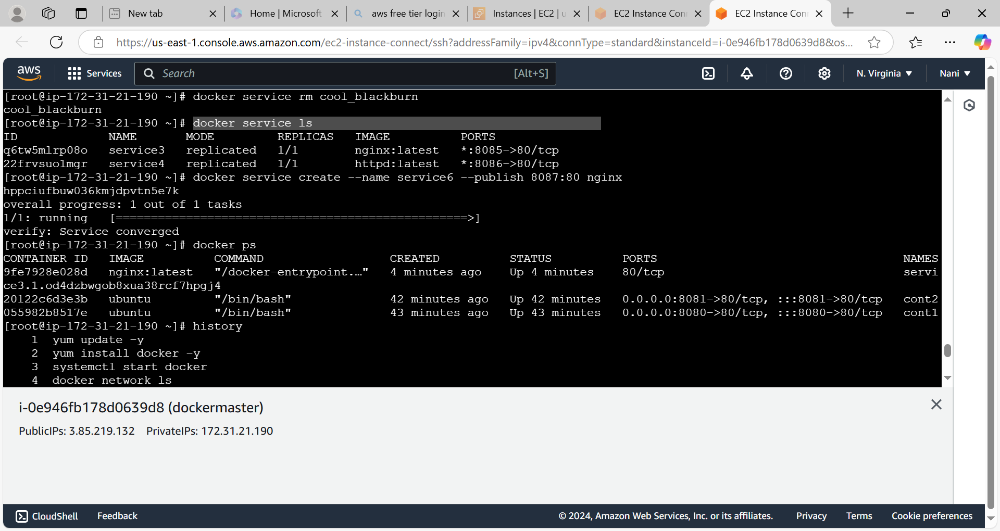 New tab
Home | Microsoft
aws free tier login
Instances | EC2 | u
EC2 Instance Con
EC2 Instance Con
https://us-east-1.console.aws.amazon.com/ec2-instance-connect/ssh?addressFamily=ipv4&connType=standard&instanceId=i-0e946fb178d0639d8&os...
aws
Services
Search
[Alt+S]
N. Virginia
Nani
[root@ip-172-31-21-190 ~]# docker service rm cool_blackburn
cool_blackburn
[root@ip-172-31-21-190 ~]# docker service ls
ID NAME MODE REPLICAS IMAGE PORTS
q6tw5mlrp08o service3 replicated 1/1 nginx:latest *:8085->80/tcp
22frvsuolmgr service4 replicated 1/1 httpd:latest *:8086->80/tcp
[root@ip-172-31-21-190 ~]# docker service create --name service6 --publish 8087:80 nginx
hppciufbuw036kmjdpvtn5e7k
overall progress: 1 out of 1 tasks
1/1: running [==================================================>]
verify: Service converged
[root@ip-172-31-21-190 ~]# docker ps
CONTAINER ID IMAGE COMMAND CREATED STATUS PORTS NAMES
9fe7928e028d nginx:latest "/docker-entrypoint.…" 4 minutes ago Up 4 minutes 80/tcp servi
ce3.1.od4dzbwgob8xua38rcf7hpgj4
20122c6d3e3b ubuntu "/bin/bash" 42 minutes ago Up 42 minutes 0.0.0.0:8081->80/tcp, :::8081->80/tcp cont2
055982b8517e ubuntu "/bin/bash" 43 minutes ago Up 43 minutes 0.0.0.0:8080->80/tcp, :::8080->80/tcp cont1
[root@ip-172-31-21-190 ~]# history
1 yum update -y
2 yum install docker -y
3 systemctl start docker
4 docker network ls
i-0e946fb178d0639d8 (dockermaster)
PublicIPs: 3.85.219.132 PrivateIPs: 172.31.21.190
CloudShell
Feedback
© 2024, Amazon Web Services, Inc. or its affiliates.
Privacy
Terms
Cookie preferences